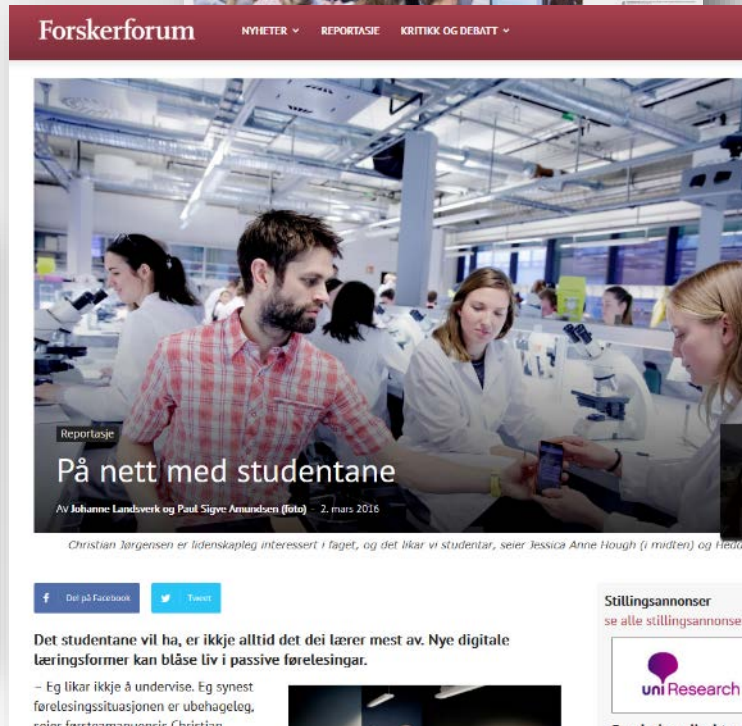 Forskerforum
NYHETER
REPORTASJE
KRITIKK OG DEBATT
Reportasje
På nett med studentane
Av Johanne Landsverk og Paul Sigve Amundsen (foto) - 2. mars 2016
Christian Jørgensen er lidenskapleg interessert i faget, og det likar vi studentar, seier Jessica Anne Hough (i midten) og
Del på Facebook
Tweet
Det studentane vil ha, er ikkje alltid det dei lærer mest av. Nye digitale
læringsformer kan blåse liv i passive førelesingar.
– Eg likar ikkje å undervise. Eg synest
førelesingssituasjonen er ubehageleg,
seier førsteamanuensis Christian
Stillingsannonser
se alle stillingsannonse
uni Research